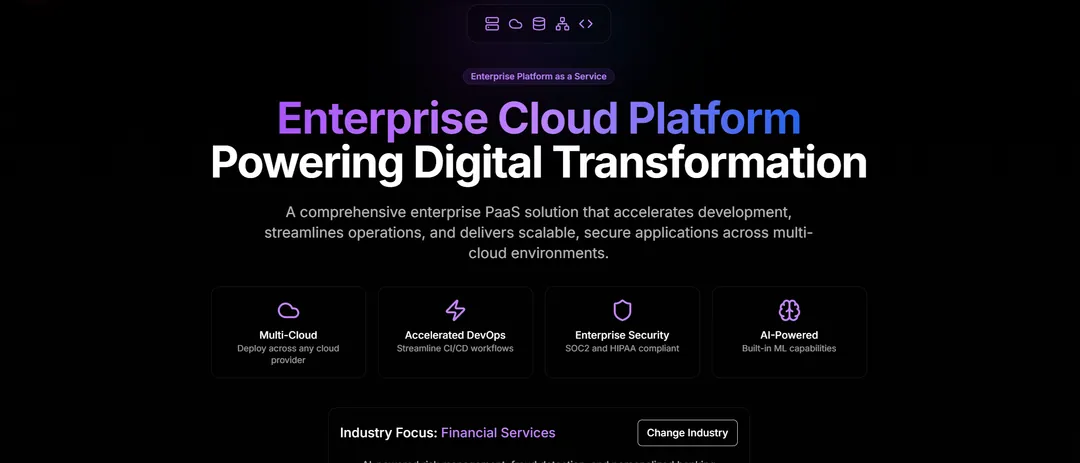 Enterprise Platform as a Service
Enterprise Cloud Platform
Powering Digital Transformation
A comprehensive enterprise PaaS solution that accelerates development,
streamlines operations, and delivers scalable, secure applications across multi-
cloud environments.
Multi-Cloud
Deploy across any cloud
provider
Accelerated DevOps
Streamline CI/CD workflows
Enterprise Security
SOC2 and HIPAA compliant
AI-Powered
Built-in ML capabilities
Industry Focus: Financial Services
Change Industry